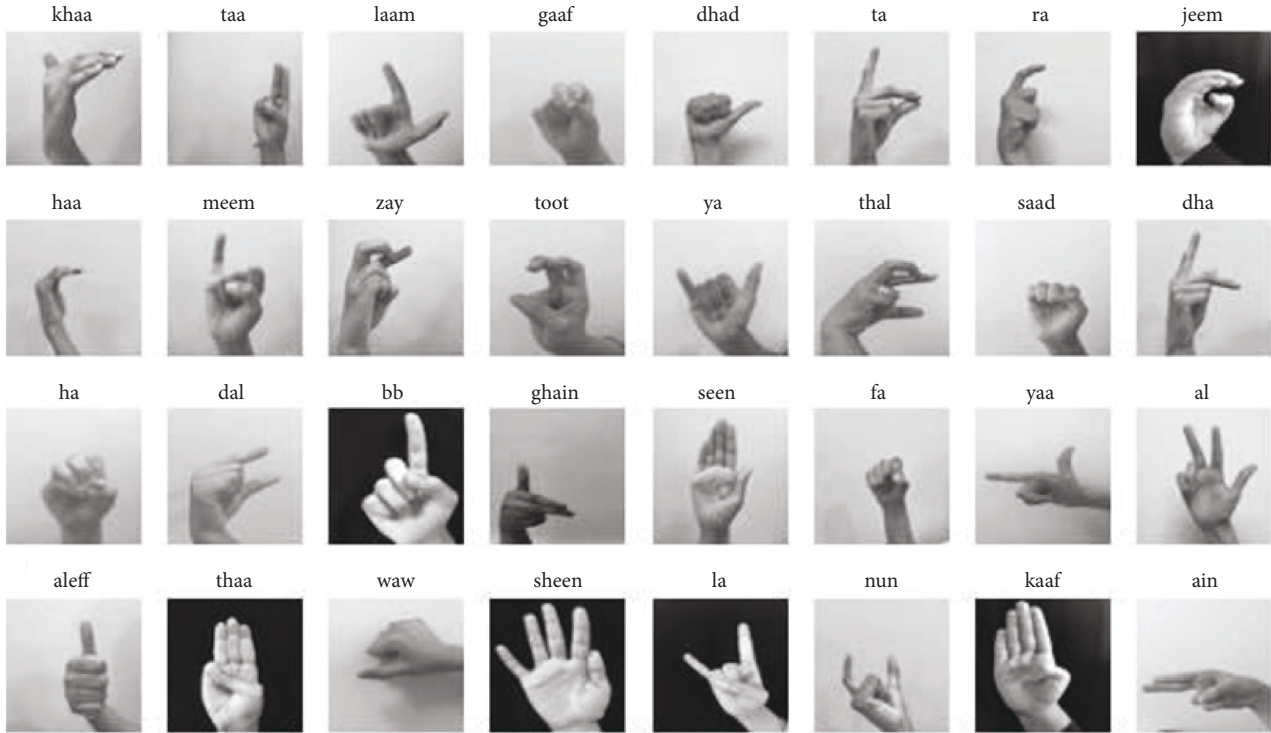 khaa taa laam gaaf dhad ta ra jeem
haa meem zay toot ya thal saad dha
ha dal bb ghain seen fa yaa al
aleff thaa waw sheen la nun kaaf ain